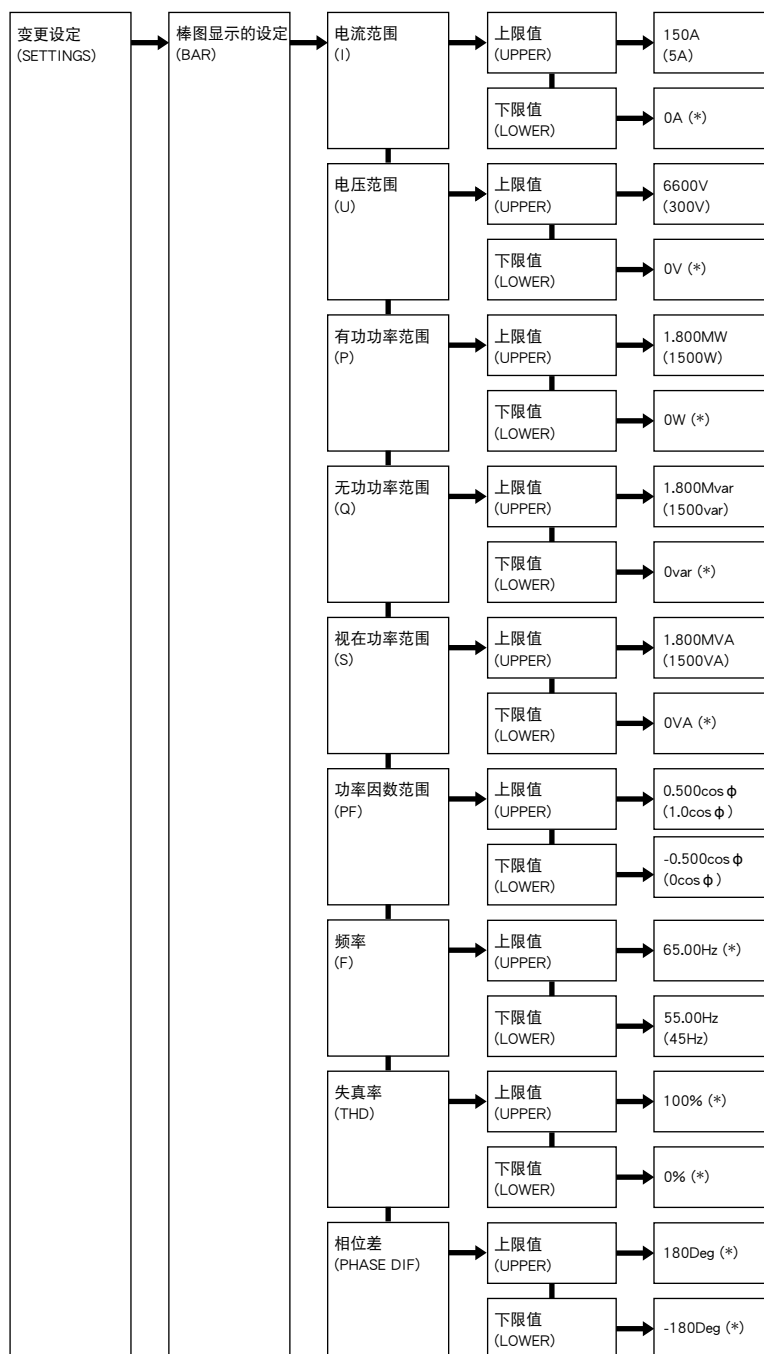 变更设定
(SETTINGS)
棒图显示的设定
(BAR)
电流范围
(I)
上限值
(UPPER)
150A
(5A)
下限值
(LOWER)
0A (*)
电压范围
(U)
上限值
(UPPER)
6600V
(300V)
下限值
(LOWER)
0V (*)
有功功率范围
(P)
上限值
(UPPER)
1.800MW
(1500W)
下限值
(LOWER)
0W (*)
无功功率范围
(Q)
上限值
(UPPER)
1.800Mvar
(1500var)
下限值
(LOWER)
0var (*)
视在功率范围
(S)
上限值
(UPPER)
1.800MVA
(1500VA)
下限值
(LOWER)
0VA (*)
功率因数范围
(PF)
上限值
(UPPER)
0.500cosφ
(1.0cosφ)
下限值
(LOWER)
-0.500cosφ
(0cosφ)
频率
(F)
上限值
(UPPER)
65.00Hz (*)
下限值
(LOWER)
55.00Hz
(45Hz)
失真率
(THD)
上限值
(UPPER)
100% (*)
下限值
(LOWER)
0% (*)
相位差
(PHASE DIF)
上限值
(UPPER)
180Deg (*)
下限值
(LOWER)
-180Deg (*)